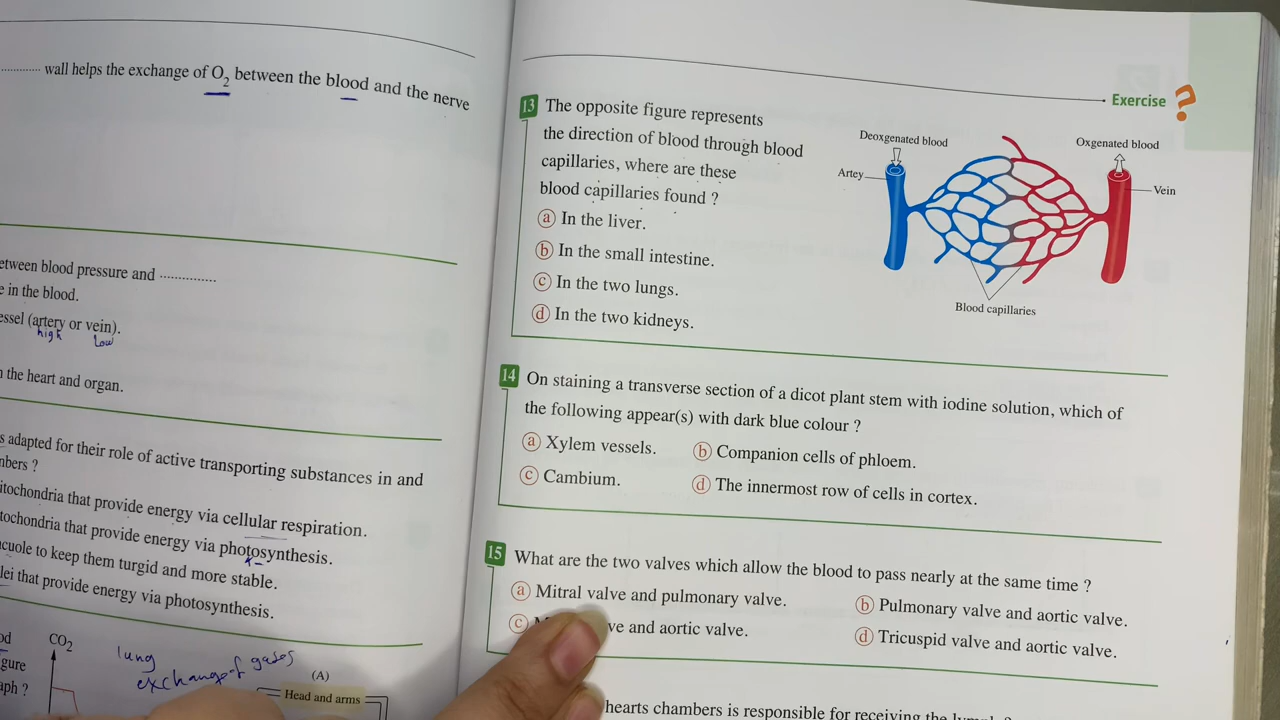 ............ wall helps the exchange of O2 between the blood and the nerve
etween blood pressure and ...............
e in the blood.
essel (artery or vein).
high low
the heart and organ.
s adapted for their role of active transporting substances in and
nbers ?
itochondria that provide energy via cellular respiration.
tochondria that provide energy via photosynthesis.
cuole to keep them turgid and more stable.
lei that provide energy via photosynthesis.
od
gure
aph ?
CO2
lung
exchange of gases
(A)
Head and arms
Exercise ?
13 The opposite figure represents
the direction of blood through blood
capillaries, where are these
blood capillaries found ?
a In the liver.
b In the small intestine.
c In the two lungs.
d In the two kidneys.
Deoxgenated blood
Oxgenated blood
Artey
Vein
Blood capillaries
14 On staining a transverse section of a dicot plant stem with iodine solution, which of
the following appear(s) with dark blue colour ?
a Xylem vessels. b Companion cells of phloem.
c Cambium. d The innermost row of cells in cortex.
15 What are the two valves which allow the blood to pass nearly at the same time ?
a Mitral valve and pulmonary valve. b Pulmonary valve and aortic valve.
c ve and aortic valve. d Tricuspid valve and aortic valve.
hearts chambers is responsible for receiving the lymph ?